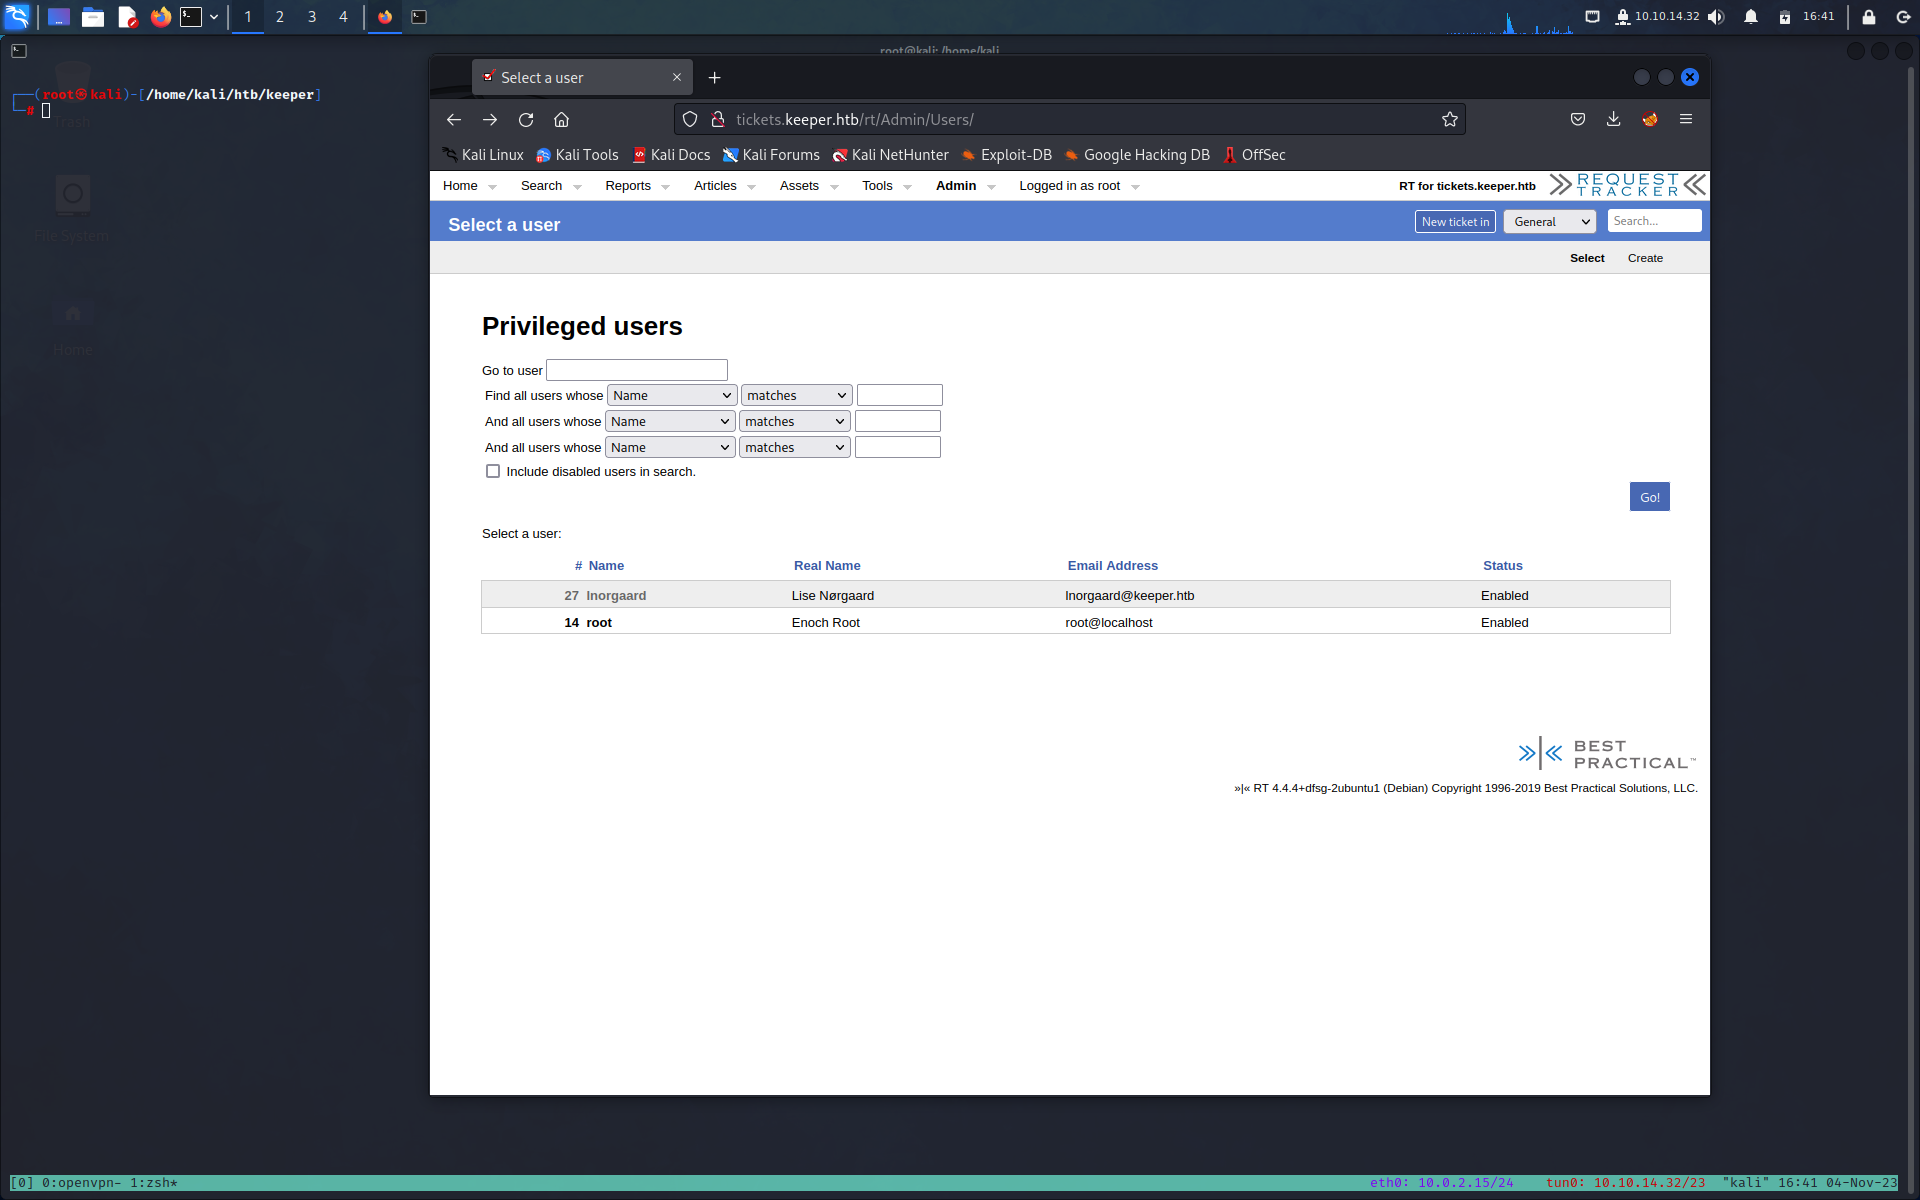 1 2 3 4 10.10.14.32 16:41
root@kali: /home/kali
(root㉿kali)-[/home/kali/htb/keeper]
#
Trash
File System
Home
Select a user
tickets.keeper.htb/rt/Admin/Users/
Kali Linux Kali Tools Kali Docs Kali Forums Kali NetHunter Exploit-DB Google Hacking DB OffSec
Home Search Reports Articles Assets Tools Admin Logged in as root RT for tickets.keeper.htb REQUEST TRACKER
Select a user New ticket in General Search...
Select Create
Privileged users
Go to user
Find all users whose Name matches
And all users whose Name matches
And all users whose Name matches
Include disabled users in search.
Go!
Select a user:
# Name Real Name Email Address Status
27 lnorgaard Lise Nørgaard lnorgaard@keeper.htb Enabled
14 root Enoch Root root@localhost Enabled
BEST PRACTICAL™
»|« RT 4.4.4+dfsg-2ubuntu1 (Debian) Copyright 1996-2019 Best Practical Solutions, LLC.
[0] 0:openvpn- 1:zsh* eth0: 10.0.2.15/24 tun0: 10.10.14.32/23 "kali" 16:41 04-Nov-23